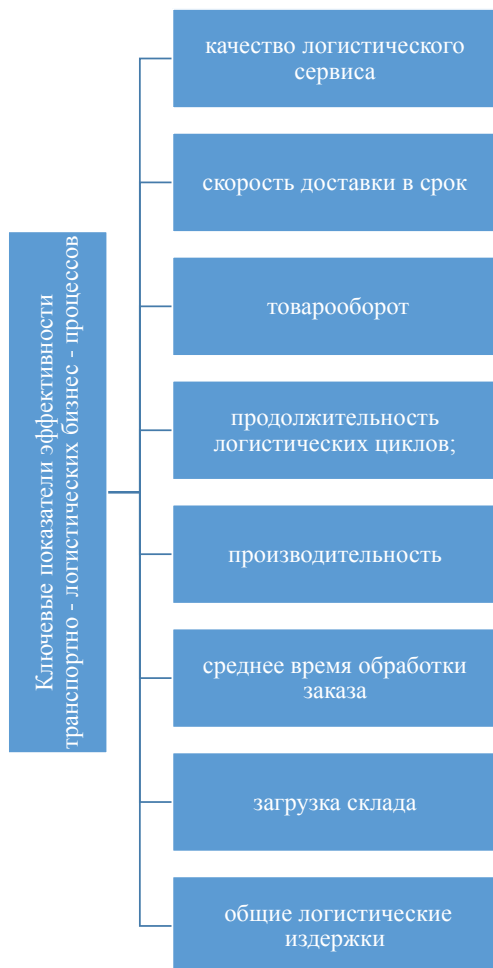 Ключевые показатели эффективности
транспортно - логистических бизнес - процессов
качество логистического
сервиса
скорость доставки в срок
товарооборот
продолжительность
логистических циклов;
производительность
среднее время обработки
заказа
загрузка склада
общие логистические
издержки